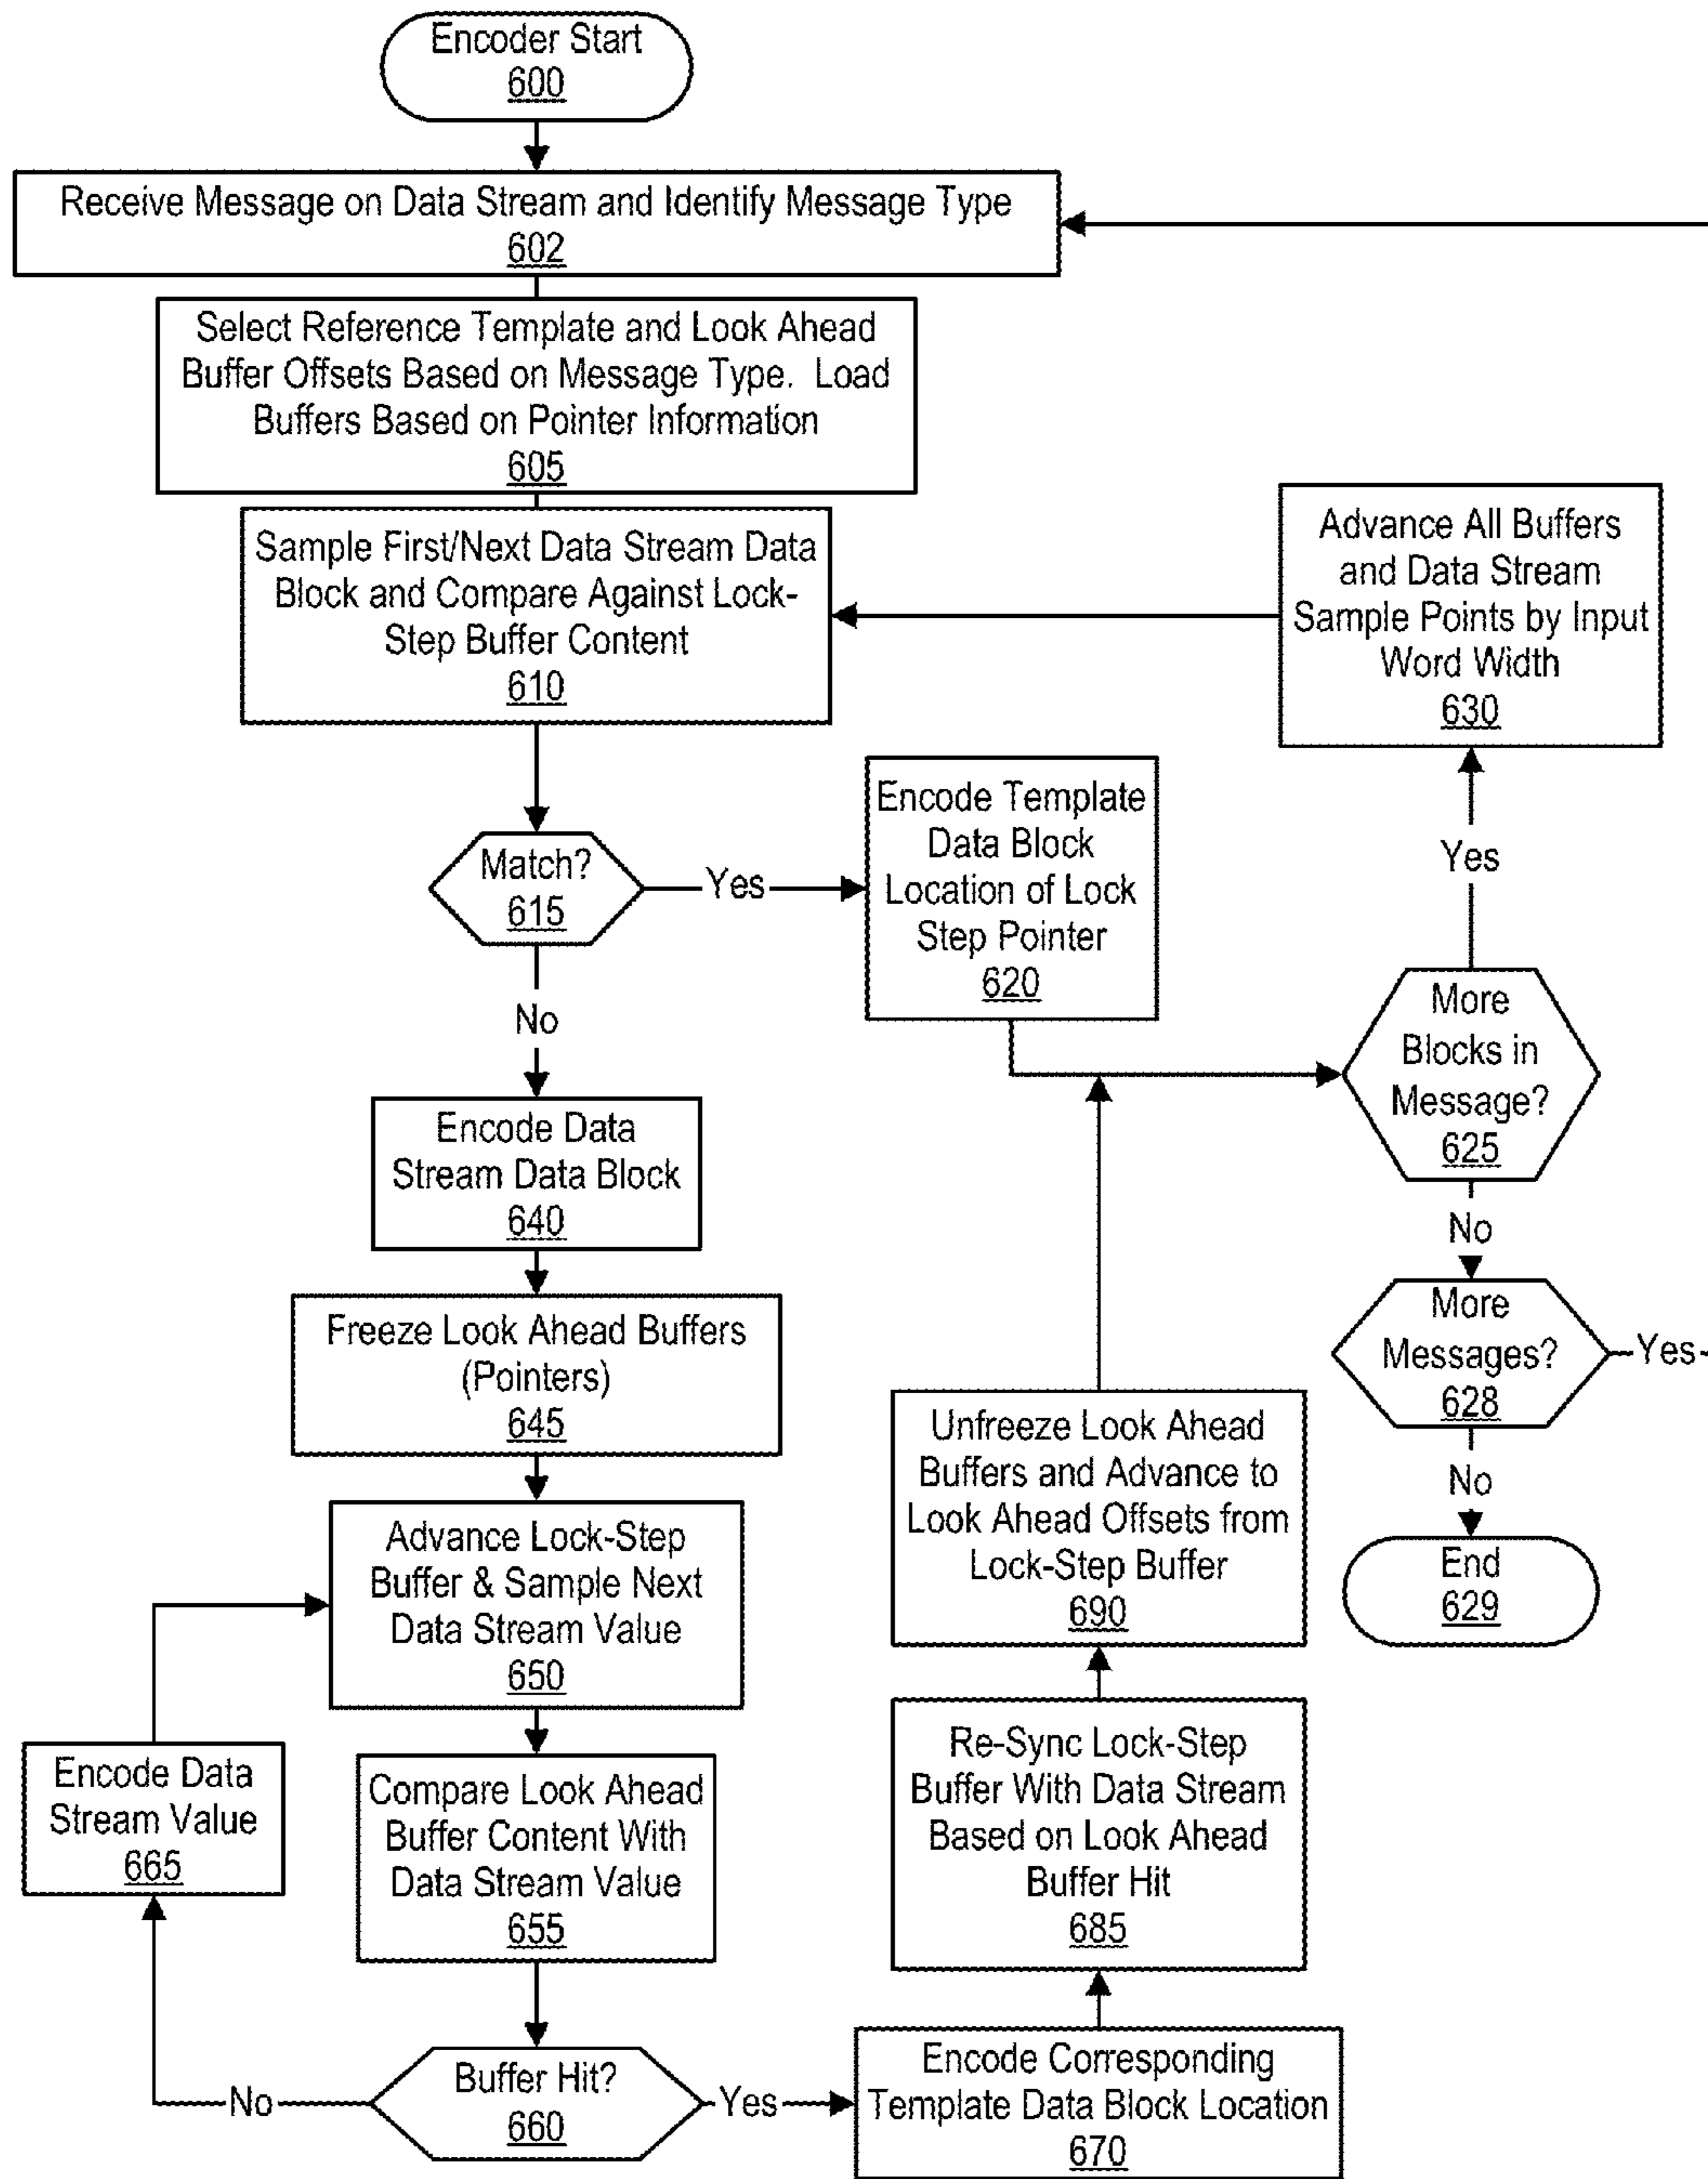 Encoder Start
600
Receive Message on Data Stream and Identify Message Type
602
Select Reference Template and Look Ahead
Buffer Offsets Based on Message Type. Load
Buffers Based on Pointer Information
605
Sample First/Next Data Stream Data
Block and Compare Against Lock-
Step Buffer Content
610
Advance All Buffers
and Data Stream
Sample Points by Input
Word Width
630
Match?
615
Yes
Encode Template
Data Block
Location of Lock
Step Pointer
620
Yes
More
Blocks in
Message?
625
No
No
More
Messages?
628
Yes
No
End
629
Encode Data
Stream Data Block
640
Freeze Look Ahead Buffers
(Pointers)
645
Advance Lock-Step
Buffer & Sample Next
Data Stream Value
650
Encode Data
Stream Value
665
Compare Look Ahead
Buffer Content With
Data Stream Value
655
Buffer Hit?
660
No
Yes
Encode Corresponding
Template Data Block Location
670
Re-Sync Lock-Step
Buffer With Data Stream
Based on Look Ahead
Buffer Hit
685
Unfreeze Look Ahead
Buffers and Advance to
Look Ahead Offsets from
Lock-Step Buffer
690